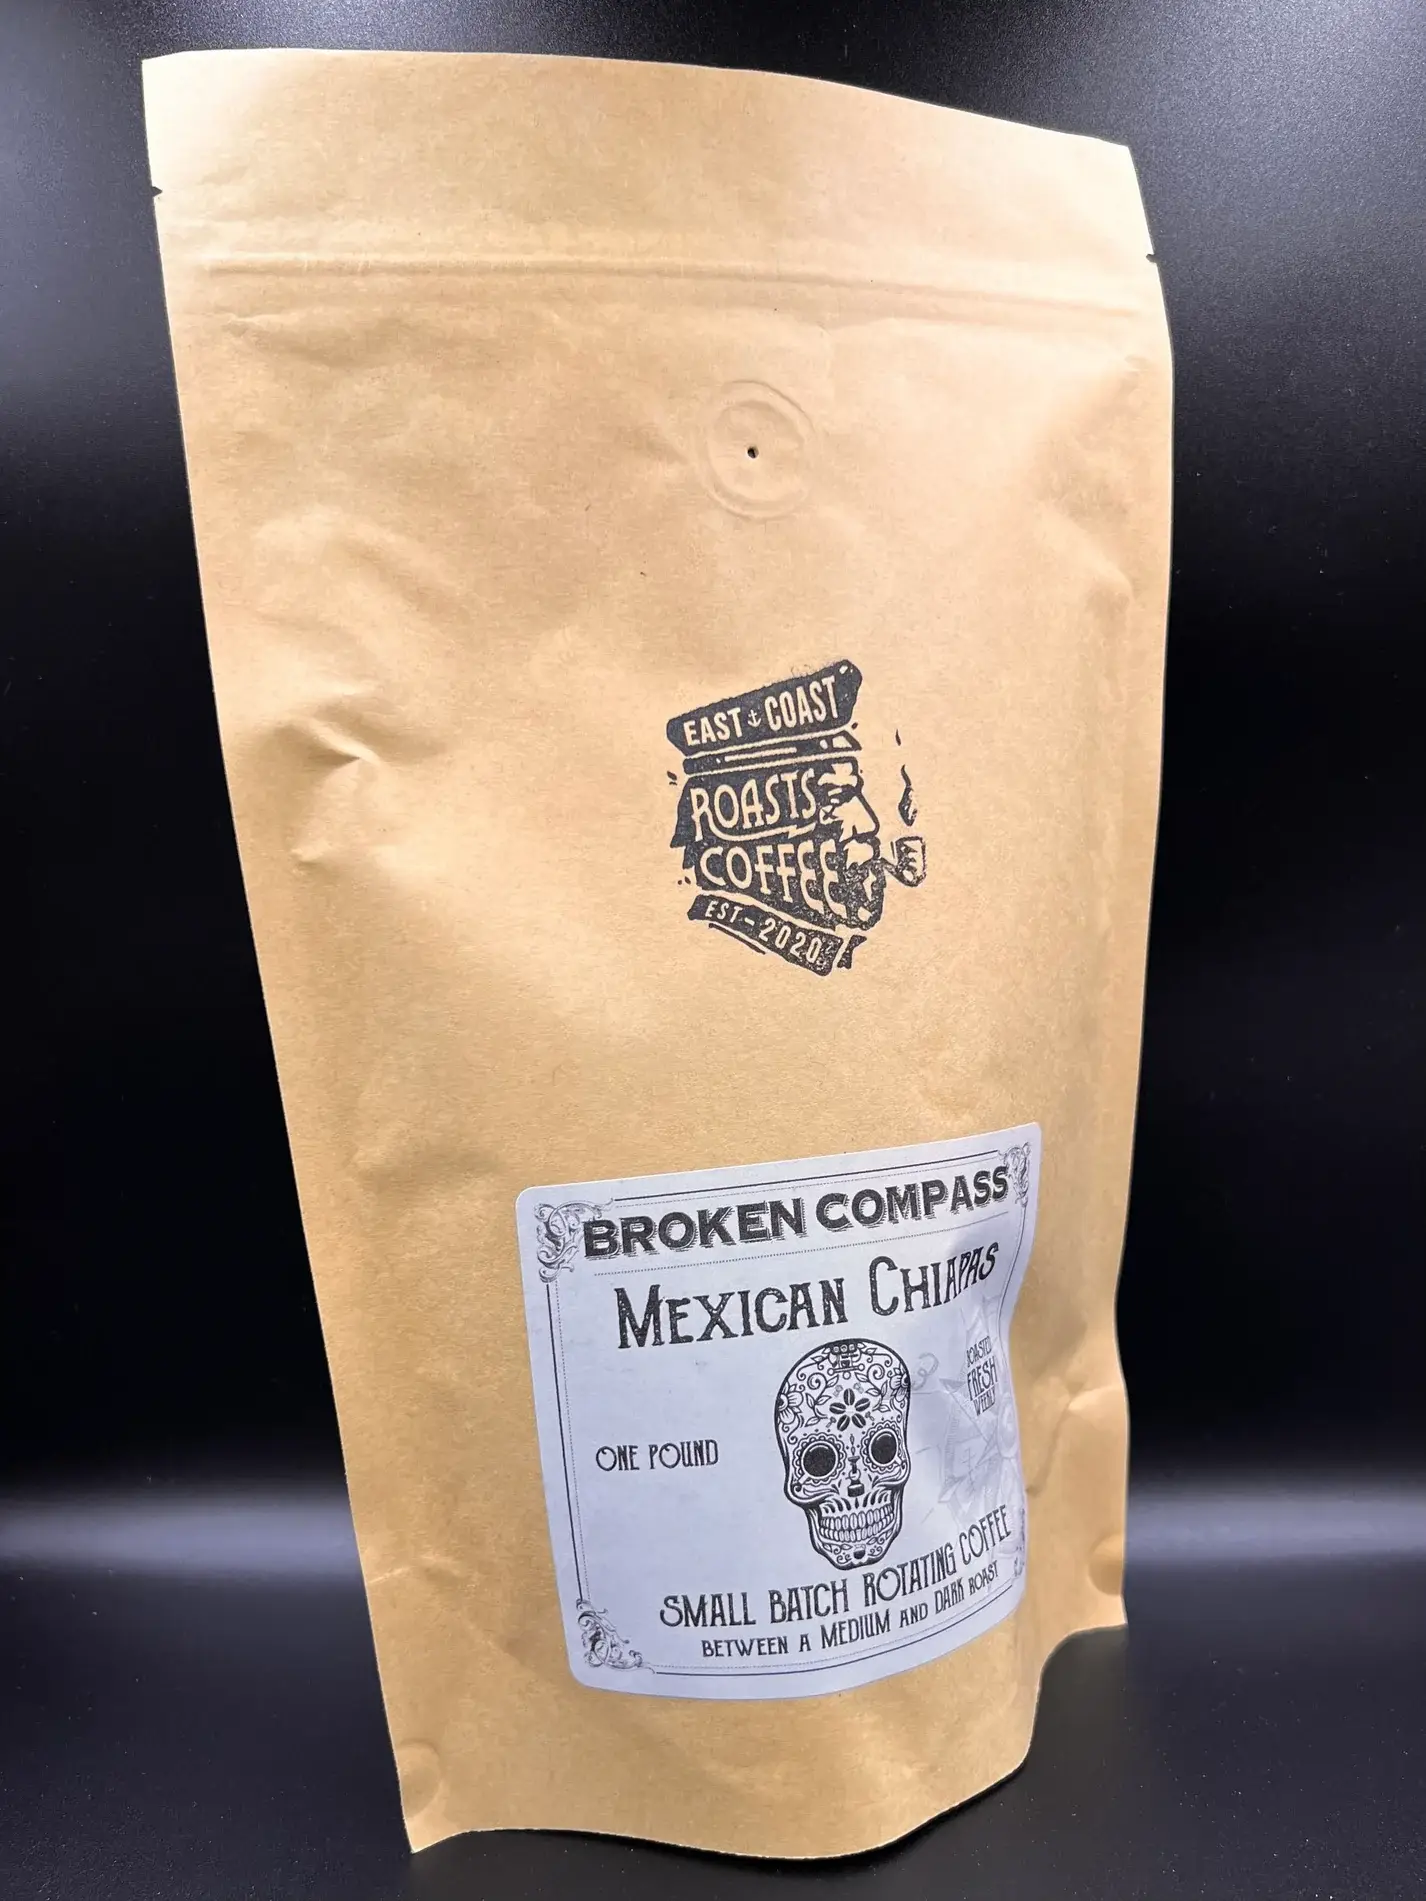 EAST COAST
ROASTS
COFFEE
EST-2020
BROKEN COMPASS
MEXICAN CHIAPAS
ROASTED
FRESH
WEEKLY
ONE POUND
SMALL BATCH ROTATING COFFEE
BETWEEN A MEDIUM AND DARK ROAST